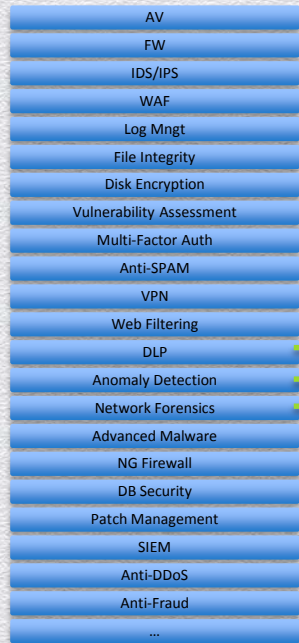 AV
FW
IDS/IPS
WAF
Log Mngt
File Integrity
Disk Encryption
Vulnerability Assessment
Multi-Factor Auth
Anti-SPAM
VPN
Web Filtering
DLP
Anomaly Detection
Network Forensics
Advanced Malware
NG Firewall
DB Security
Patch Management
SIEM
Anti-DDoS
Anti-Fraud
...